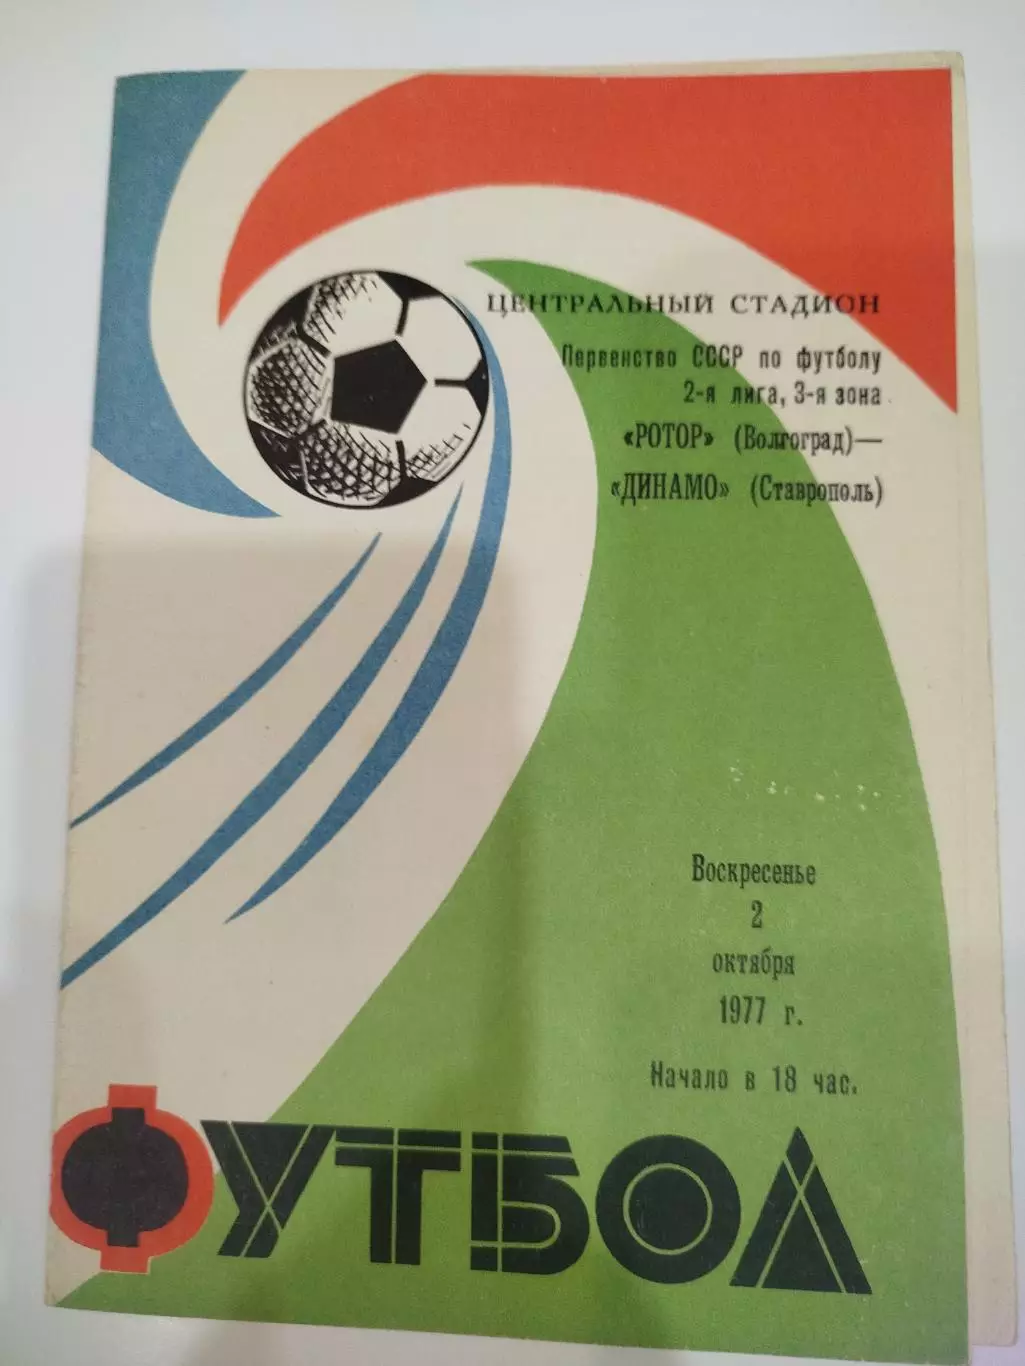 ЦЕНТРАЛЬНЫЙ СТАДИОН
Первенство СССР по футболу
2-я лига, 3-я зона
«РОТОР» (Волгоград)—
«ДИНАМО» (Ставрополь)
Воскресенье
2
октября
1977 г.
Начало в 18 час.
ФУТБОЛ